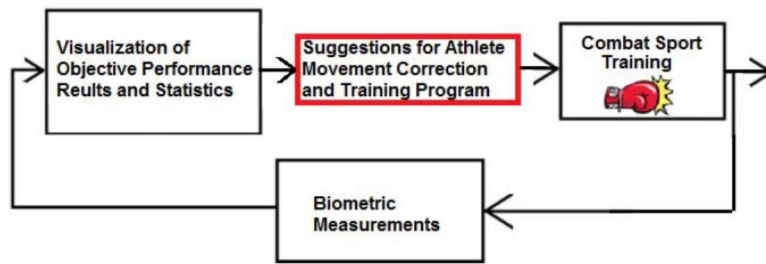 Visualization of
Objective Performance
Reults and Statistics
Suggestions for Athlete
Movement Correction
and Training Program
Combat Sport
Training
Biometric
Measurements